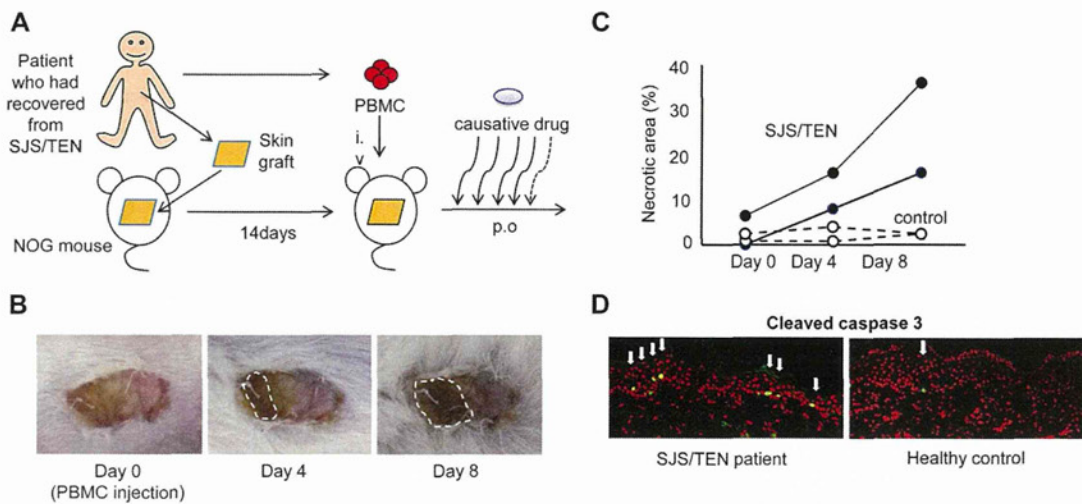 A
Patient
who had
recovered
from
SJS/TEN
Skin
graft
NOG mouse
14days
PBMC
i.
v
causative drug
p.o
B
Day 0
(PBMC injection)
Day 4
Day 8
C
Necrotic area (%)
40
30
20
10
0
SJS/TEN
control
Day 0 Day 4 Day 8
D
Cleaved caspase 3
SJS/TEN patient
Healthy control